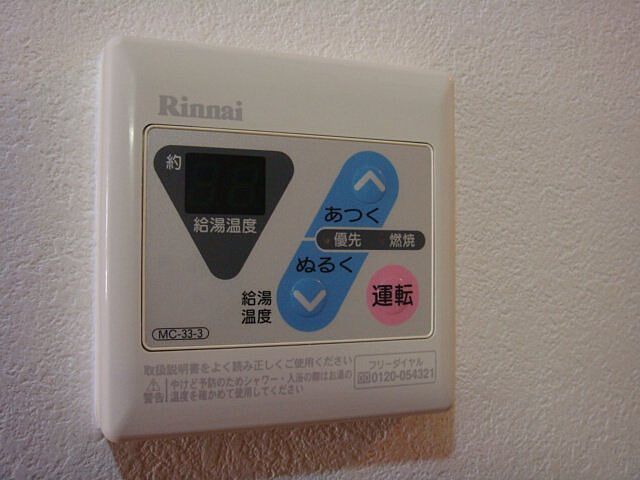 Rinnai
約
給湯温度
あつく
優先 燃焼
ぬるく
給湯
温度
運転
MC-33-3
取扱説明書をよく読み正しくご使用ください
警告
やけど予防のためシャワー・入浴の際はお湯の
温度を確かめて使用してください
フリーダイヤル
0120-054321